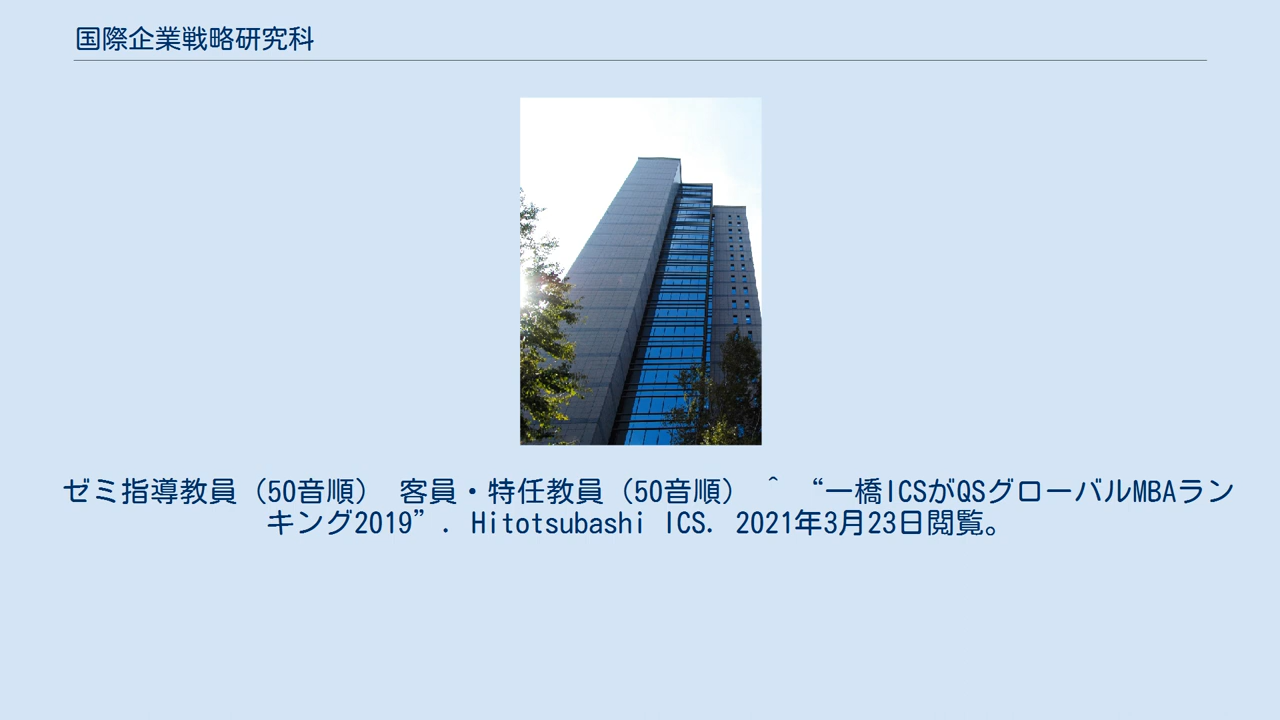 国際企業戦略研究科
ゼミ指導教員（50音順） 客員・特任教員（50音順） ^ “一橋ICSがQSグローバルMBAラン
キング2019”. Hitotsubashi ICS. 2021年3月23日閲覧。